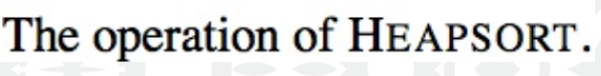 The operation of HEAPSORT.